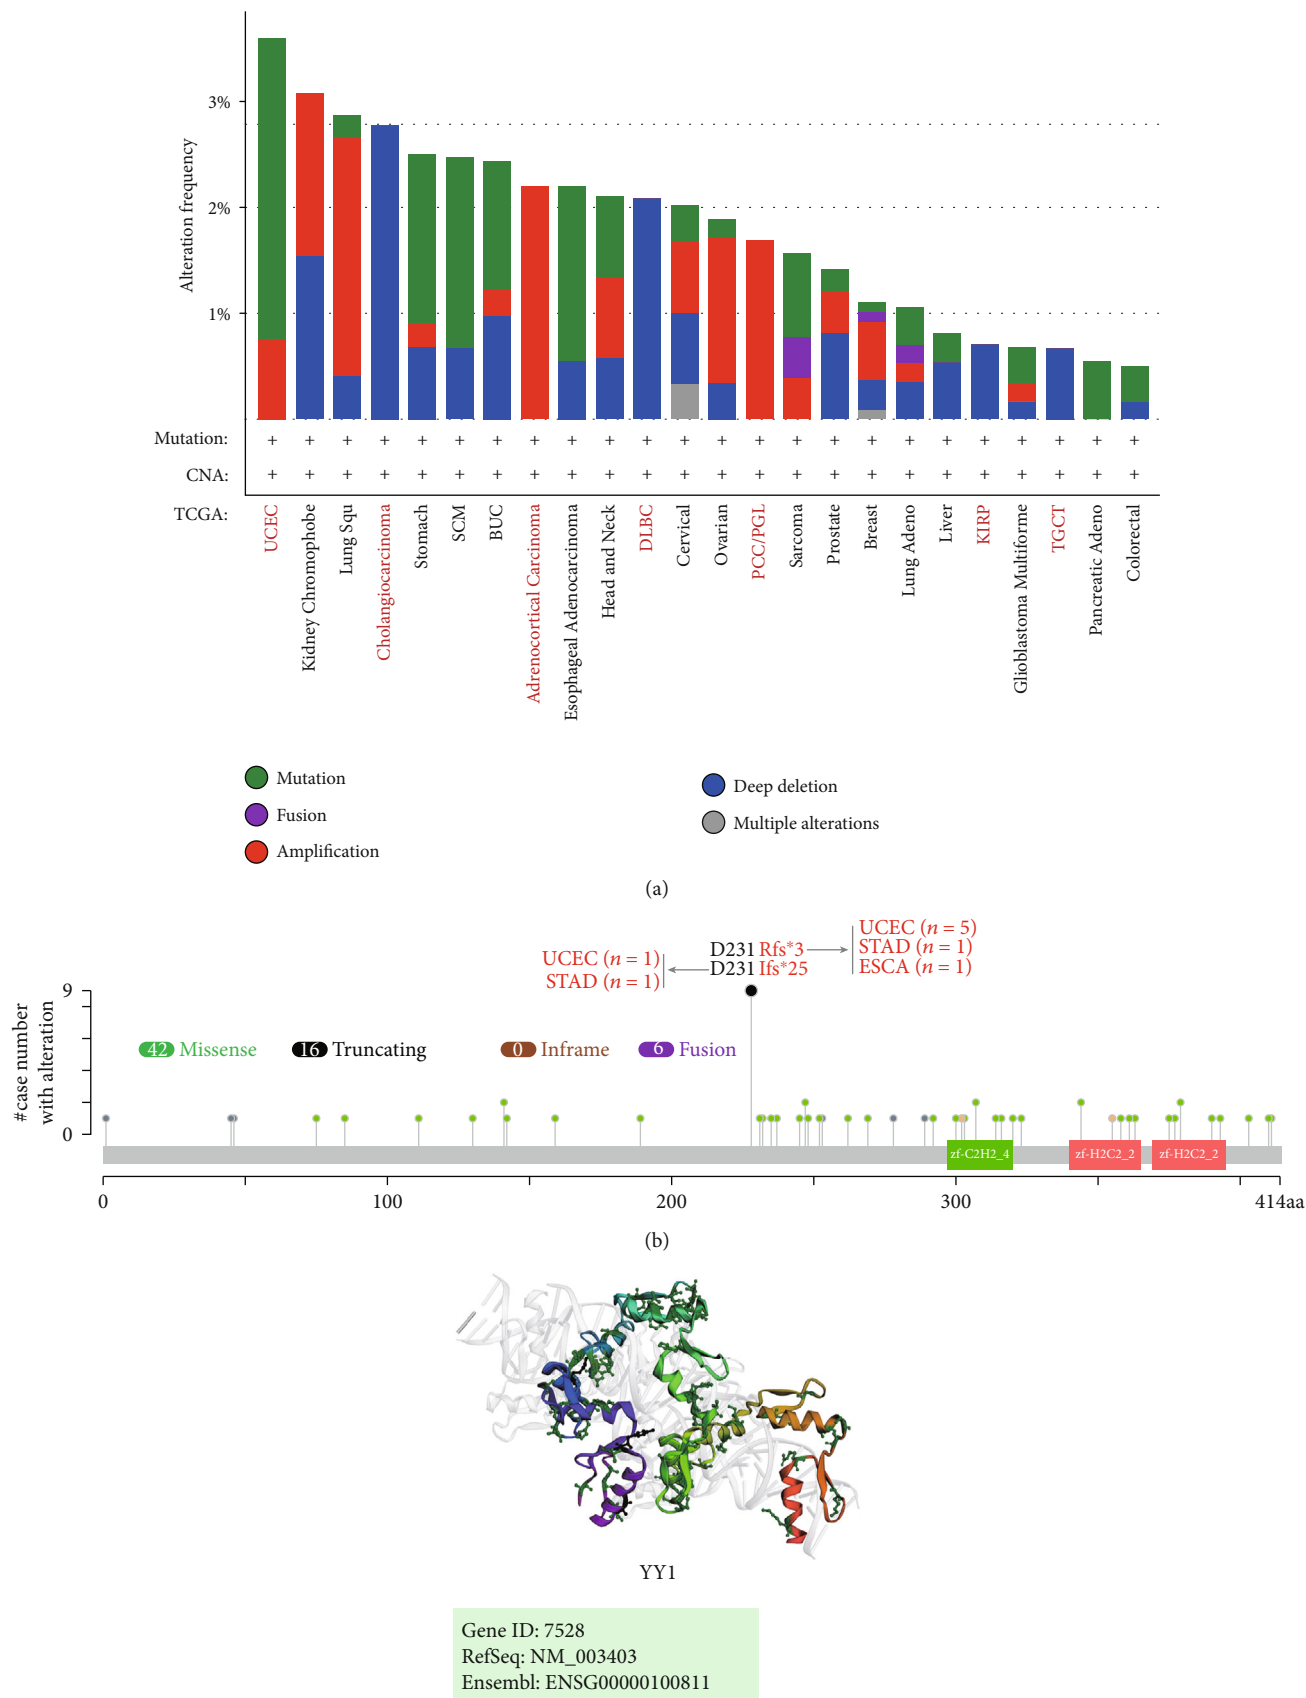 3%
2%
1%
Alteration frequency
Mutation: + + + + + + + + + + + + + + + + + + + + + + + +
CNA: + + + + + + + + + + + + + + + + + + + + + + + +
TCGA:
UCEC
Kidney Chromophobe
Lung Squ
Cholangiocarcinoma
Stomach
SCM
BUC
Adrenocortical Carcinoma
Esophageal Adenocarcinoma
Head and Neck
DLBC
Cervical
Ovarian
PCC/PGL
Sarcoma
Prostate
Breast
Lung Adeno
Liver
KIRP
Glioblastoma Multiforme
TGCT
Pancreatic Adeno
Colorectal
Mutation
Fusion
Amplification
Deep deletion
Multiple alterations
(a)
UCEC (n = 1)
STAD (n = 1)
D231 Rfs*3
D231 Ifs*25
UCEC (n = 5)
STAD (n = 1)
ESCA (n = 1)
#case number
with alteration
9
0
42 Missense
16 Truncating
0 Inframe
6 Fusion
zf-C2H2_4
zf-H2C2_2
zf-H2C2_2
0 100 200 300 414aa
(b)
YY1
Gene ID: 7528
RefSeq: NM_003403
Ensembl: ENSG00000100811